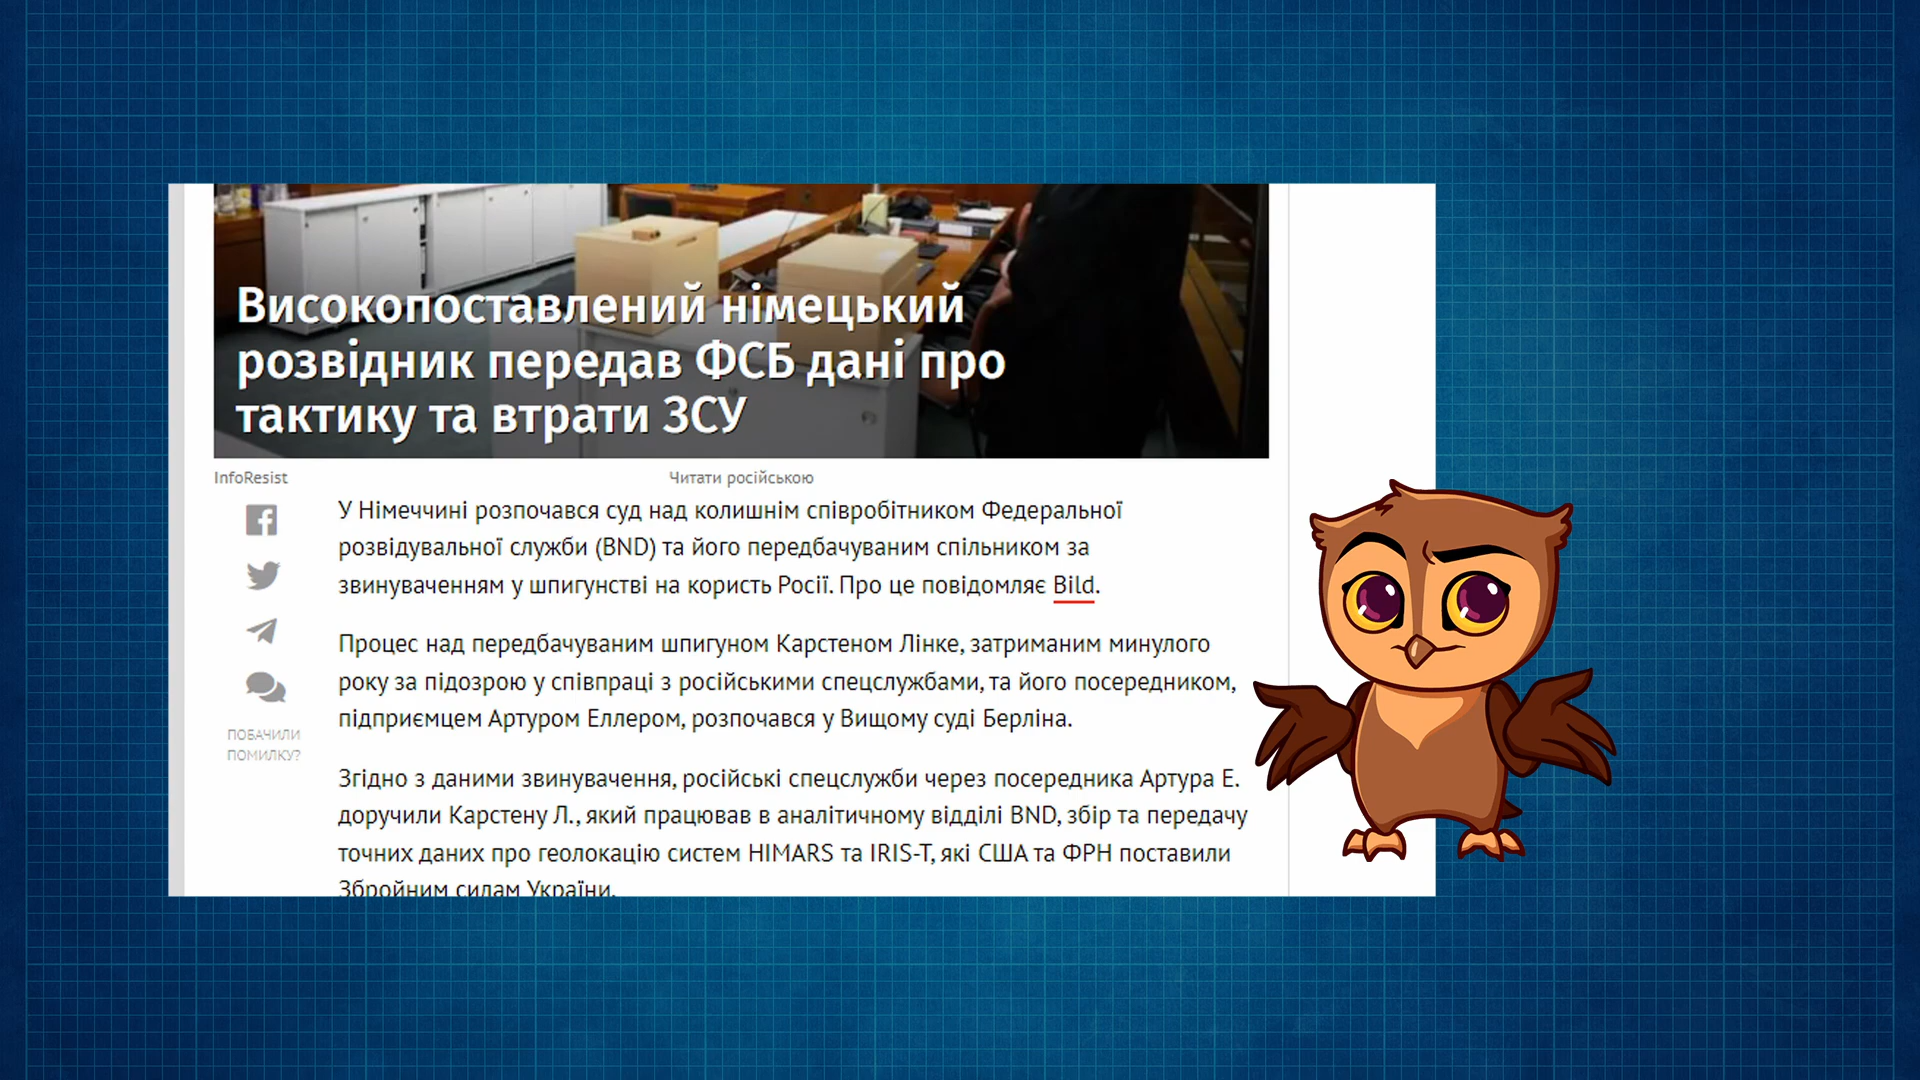 Високопоставлений німецький
розвідник передав ФСБ дані про
тактику та втрати ЗСУ
InfoResist
Читати російською
У Німеччині розпочався суд над колишнім співробітником Федеральної
розвідувальної служби (BND) та його передбачуваним спільником за
звинуваченням у шпигунстві на користь Росії. Про це повідомляє Bild.
Процес над передбачуваним шпигуном Карстеном Лінке, затриманим минулого
року за підозрою у співпраці з російськими спецслужбами, та його посередником,
підприємцем Артуром Еллером, розпочався у Вищому суді Берліна.
ПОБАЧИЛИ
ПОМИЛКУ?
Згідно з даними звинувачення, російські спецслужби через посередника Артура Е.
доручили Карстену Л., який працював в аналітичному відділі BND, збір та передачу
точних даних про геолокацію систем HIMARS та IRIS-T, які США та ФРН поставили
Збройним силам України.